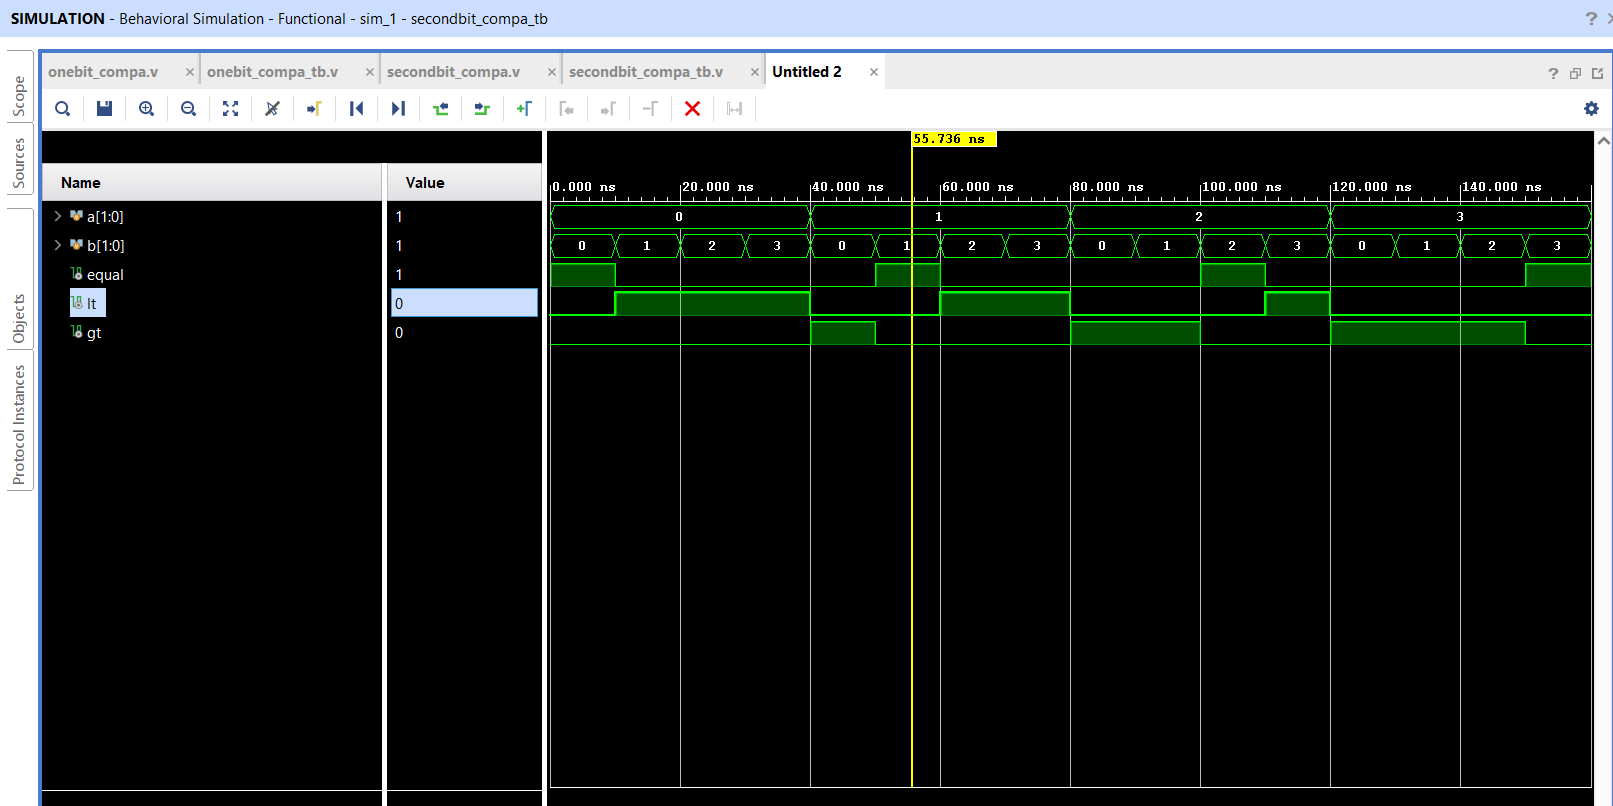 SIMULATION - Behavioral Simulation - Functional - sim_1 - secondbit_compa_tb
onebit_compa.v
onebit_compa_tb.v
secondbit_compa.v
secondbit_compa_tb.v
Untitled 2
Scope
Sources
Objects
Protocol Instances
55.736 ns
Name Value
0.000 ns 20.000 ns 40.000 ns 60.000 ns 80.000 ns 100.000 ns 120.000 ns 140.000 ns
a[1:0] 1 0 1 2 3
b[1:0] 1 0 1 2 3 0 1 2 3 0 1 2 3 0 1 2 3
equal 1
lt 0
gt 0